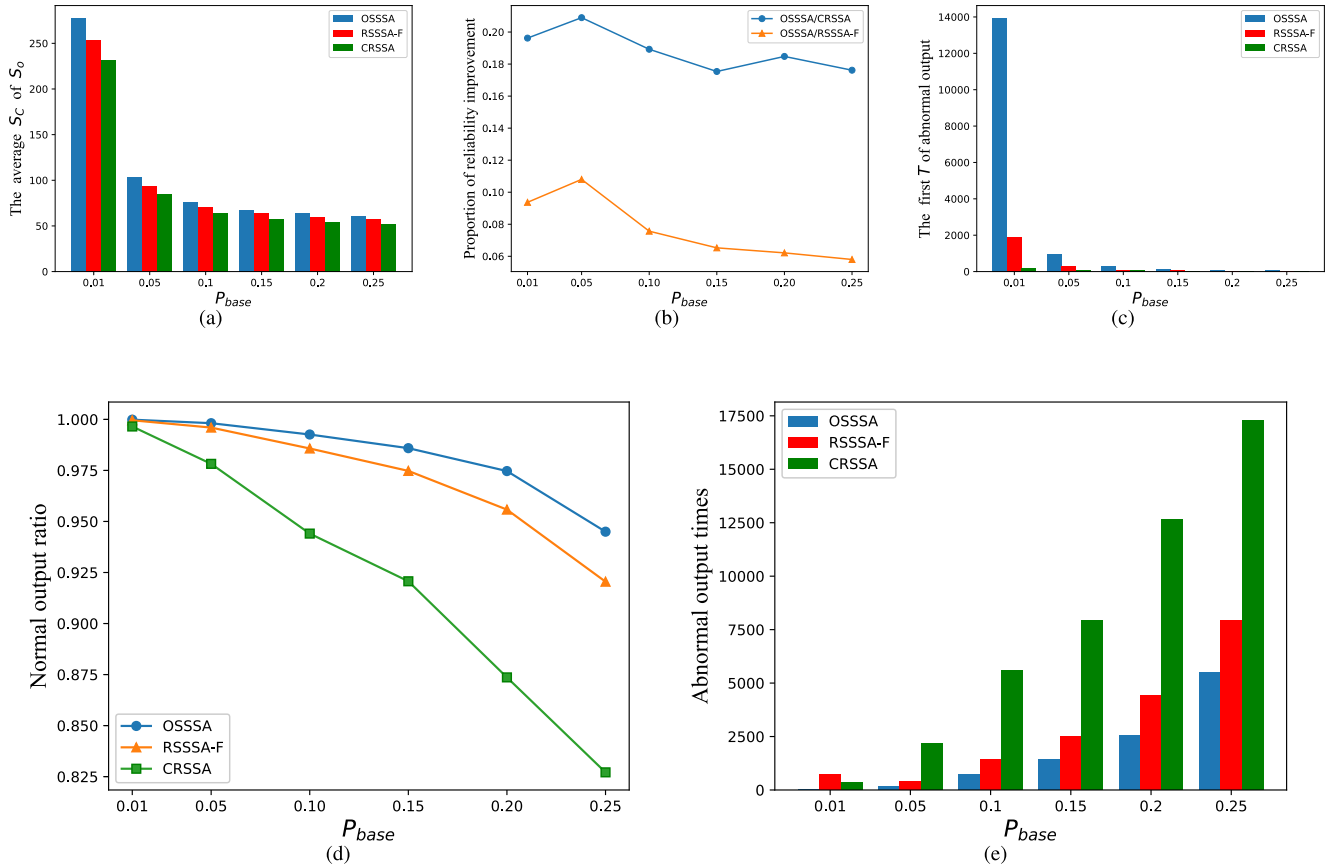 The average S_C of S_o
250
200
150
100
50
0
OSSSA
RSSSA-F
CRSSA
0.01 0.05 0.1 0.15 0.2 0.25
P_base
(a)
Proportion of reliability improvement
0.20
0.18
0.16
0.14
0.12
0.10
0.08
0.06
OSSSA/CRSSA
OSSSA/RSSSA-F
0.01 0.05 0.10 0.15 0.20 0.25
P_base
(b)
The first T of abnormal output
14000
12000
10000
8000
6000
4000
2000
0
OSSSA
RSSSA-F
CRSSA
0.01 0.05 0.1 0.15 0.2 0.25
P_base
(c)
Normal output ratio
1.000
0.975
0.950
0.925
0.900
0.875
0.850
0.825
OSSSA
RSSSA-F
CRSSA
0.01 0.05 0.10 0.15 0.20 0.25
P_base
(d)
Abnormal output times
17500
15000
12500
10000
7500
5000
2500
0
OSSSA
RSSSA-F
CRSSA
0.01 0.05 0.1 0.15 0.2 0.25
P_base
(e)